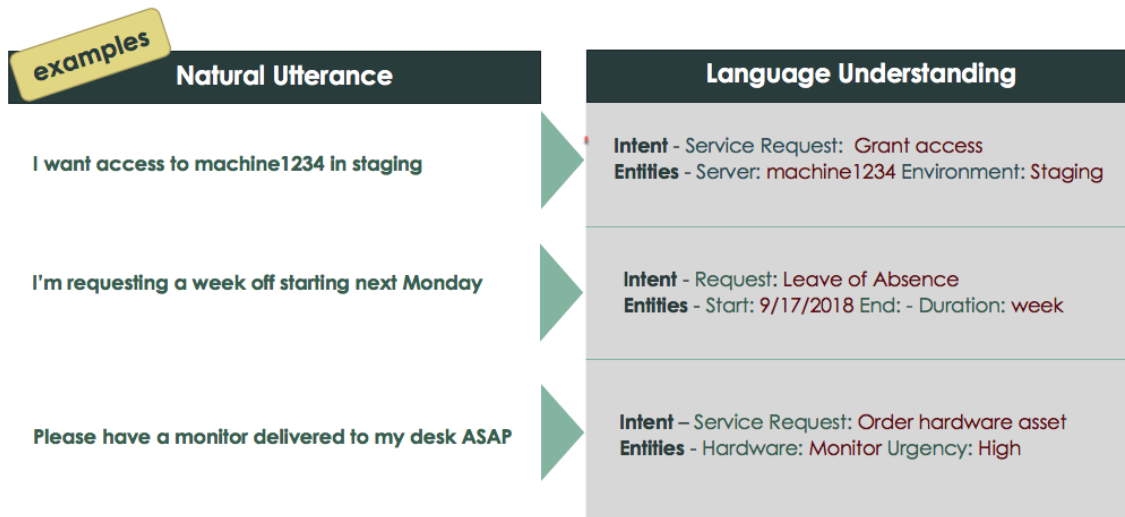 examples
Natural Utterance
Language Understanding
I want access to machine1234 in staging
Intent - Service Request: Grant access
Entities - Server: machine1234 Environment: Staging
I'm requesting a week off starting next Monday
Intent - Request: Leave of Absence
Entities - Start: 9/17/2018 End: - Duration: week
Please have a monitor delivered to my desk ASAP
Intent – Service Request: Order hardware asset
Entities - Hardware: Monitor Urgency: High